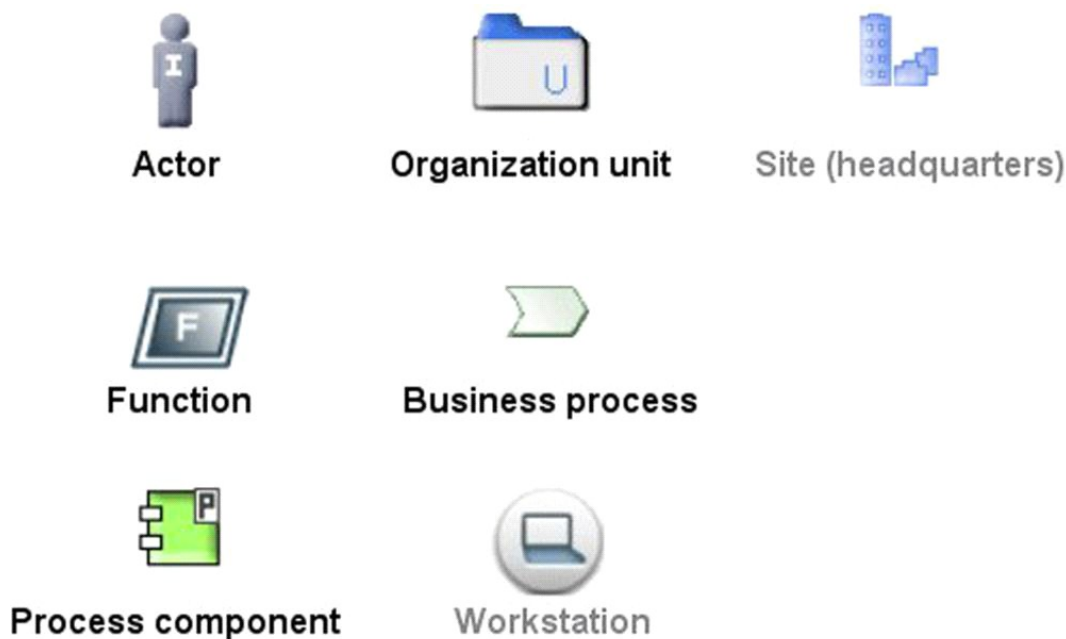 I
U
Actor
Organization unit
Site (headquarters)
F
Function
Business process
P
Process component
Workstation